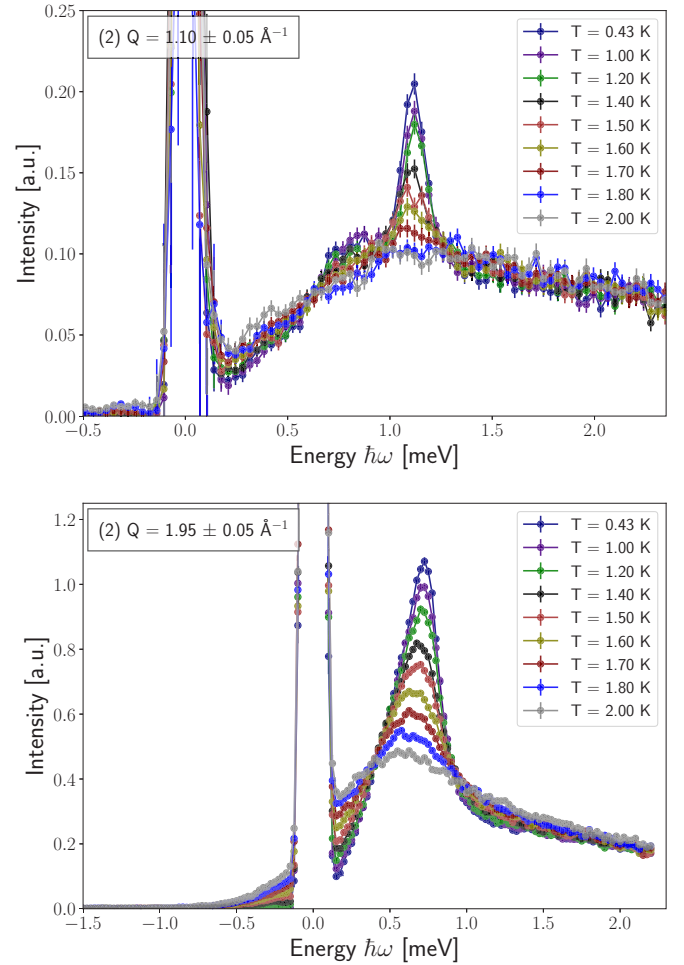 (2) Q = 1.10 ± 0.05 Å⁻¹
T = 0.43 K
T = 1.00 K
T = 1.20 K
T = 1.40 K
T = 1.50 K
T = 1.60 K
T = 1.70 K
T = 1.80 K
T = 2.00 K
Intensity [a.u.]
0.20
0.15
0.10
0.05
0.00
−0.5 0.0 0.5 1.0 1.5 2.0
Energy ℏω [meV]
(2) Q = 1.95 ± 0.05 Å⁻¹
T = 0.43 K
T = 1.00 K
T = 1.20 K
T = 1.40 K
T = 1.50 K
T = 1.60 K
T = 1.70 K
T = 1.80 K
T = 2.00 K
Intensity [a.u.]
1.2
1.0
0.8
0.6
0.4
0.2
0.0
−1.5 −1.0 −0.5 0.0 0.5 1.0 1.5 2.0
Energy ℏω [meV]